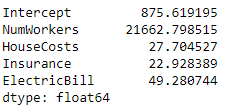 Intercept 875.619195
NumWorkers 21662.798515
HouseCosts 27.704527
Insurance 22.928389
ElectricBill 49.280744
dtype: float64